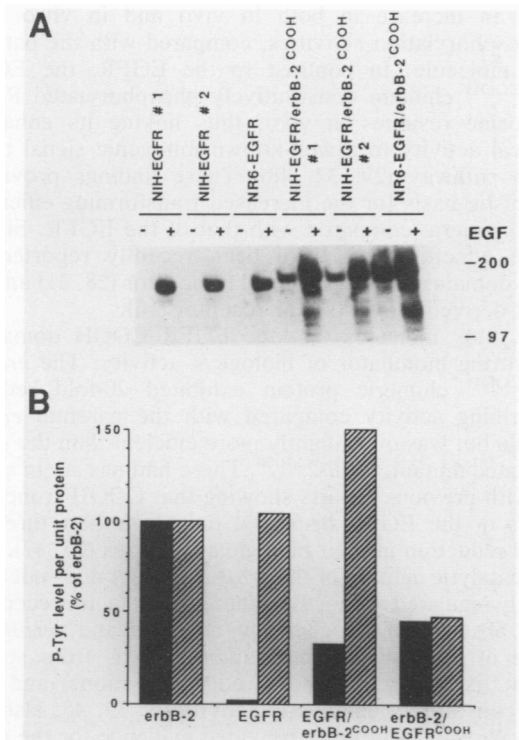 A
NIH-EGFR
NIH-EGFR # 2
NR6-EGFR
NIH-EGFR/erbB-2 COOH #1
NIH-EGFR/erbB-2 COOH #2
NR6-EGFR/erbB-2 COOH
- + - + - + - + - + - + EGF
-200
- 97
B
P-Tyr level per unit protein
(% of erbB-2)
150
100
50
0
erbB-2
EGFR
EGFR/
erbB-2COOH
erbB-2/
EGFRCOOH